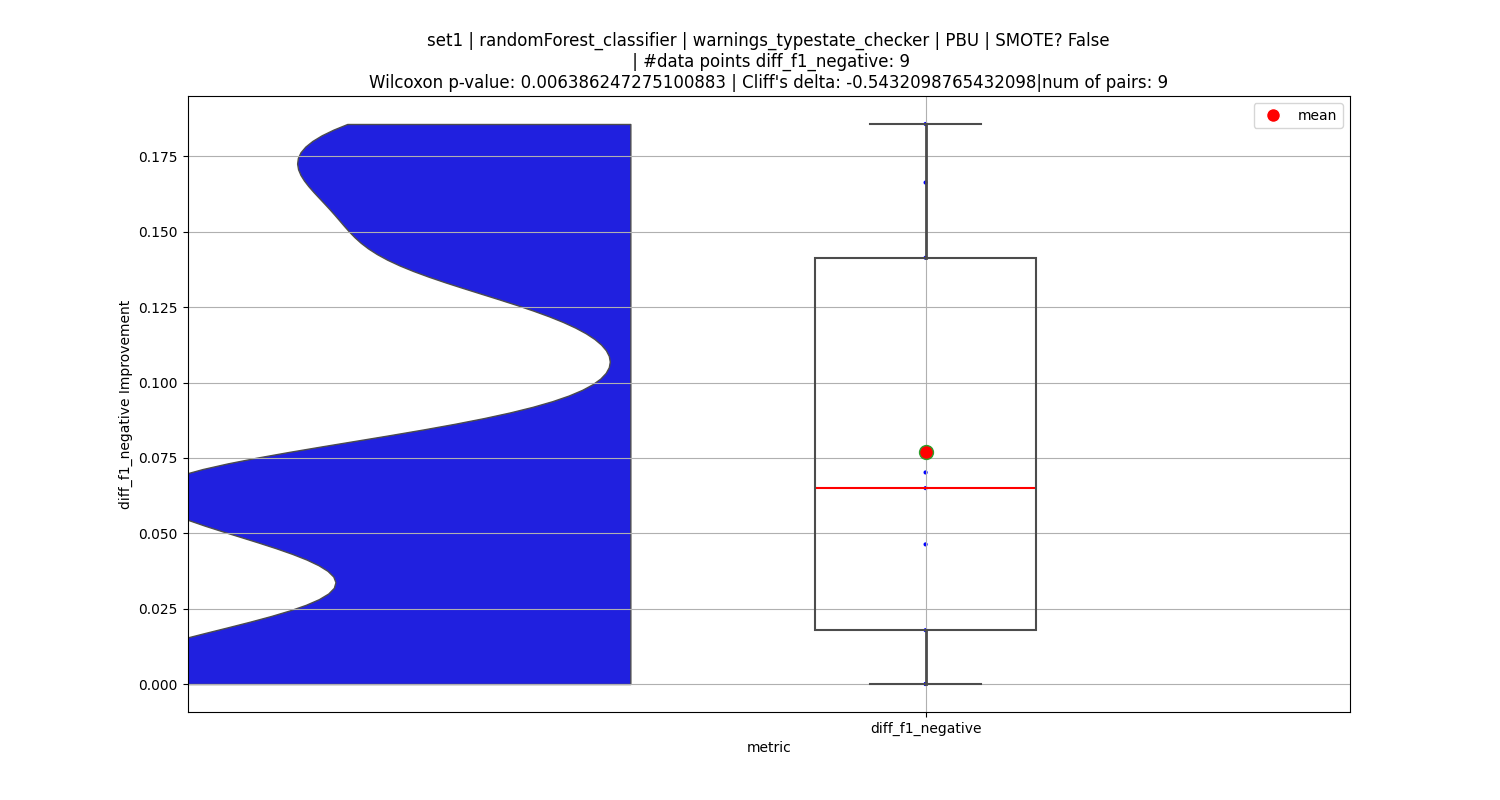 set1 | randomForest_classifier | warnings_typestate_checker | PBU | SMOTE? False
| #data points diff_f1_negative: 9
Wilcoxon p-value: 0.006386247275100883 | Cliff's delta: -0.5432098765432098|num of pairs: 9
mean
0.175
0.150
0.125
0.100
0.075
0.050
0.025
0.000
diff_f1_negative Improvement
diff_f1_negative
metric